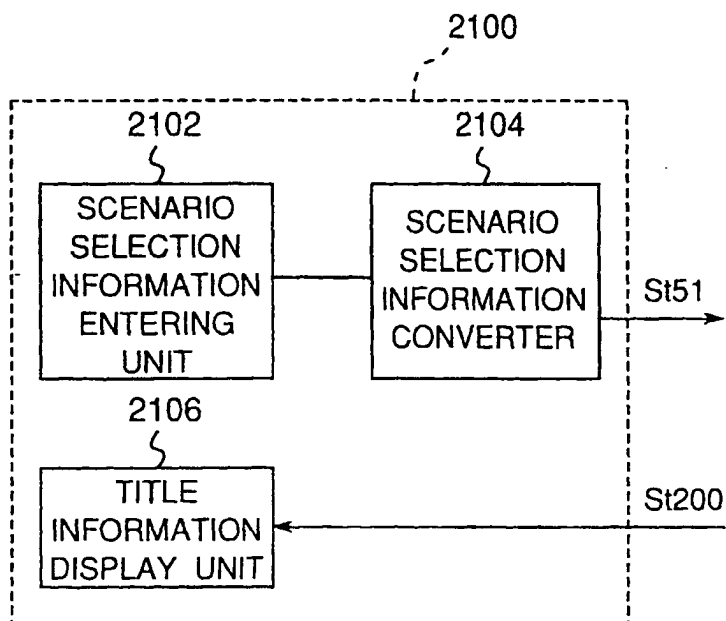 2100
2102
2104
SCENARIO
SELECTION
INFORMATION
ENTERING
UNIT
SCENARIO
SELECTION
INFORMATION
CONVERTER
St51
2106
TITLE
INFORMATION
DISPLAY UNIT
St200